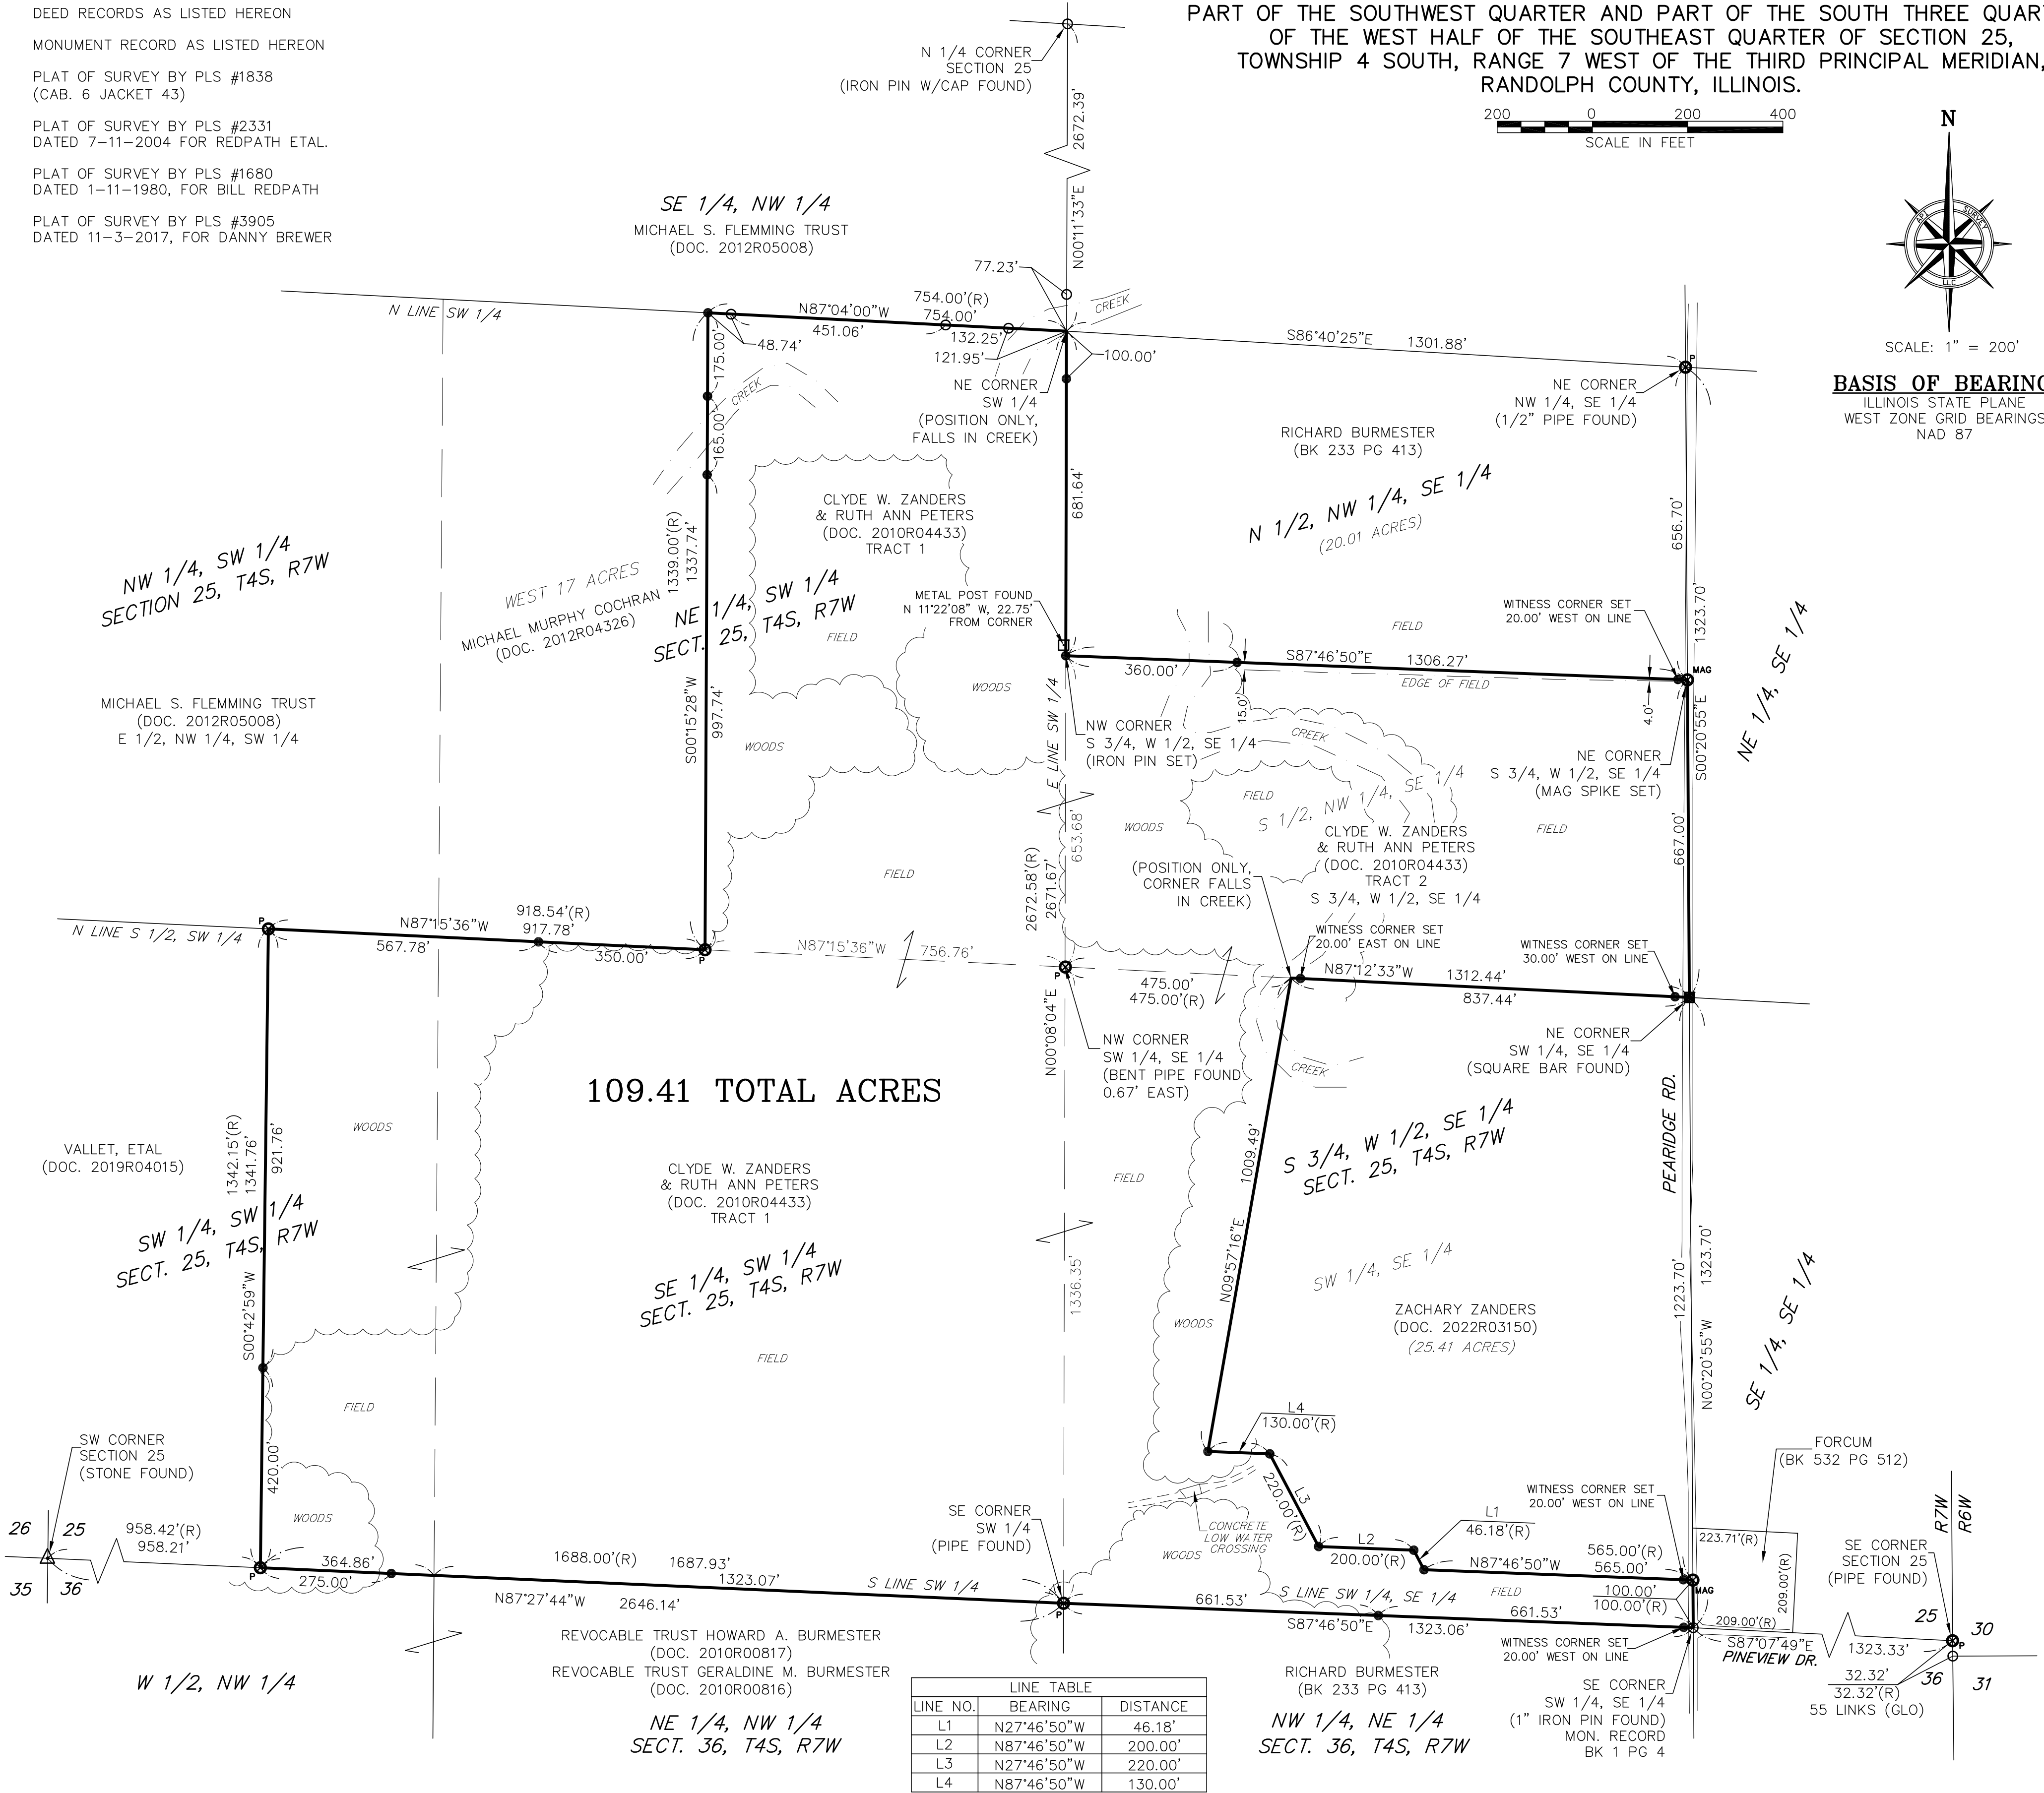 DEED RECORDS AS LISTED HEREON
MONUMENT RECORD AS LISTED HEREON
PLAT OF SURVEY BY PLS #1838
(CAB. 6 JACKET 43)
PLAT OF SURVEY BY PLS #2331
DATED 7-11-2004 FOR REDPATH ETAL.
PLAT OF SURVEY BY PLS #1680
DATED 1-11-1980, FOR BILL REDPATH
PLAT OF SURVEY BY PLS #3905
DATED 11-3-2017, FOR DANNY BREWER
PART OF THE SOUTHWEST QUARTER AND PART OF THE SOUTH THREE QUAR
OF THE WEST HALF OF THE SOUTHEAST QUARTER OF SECTION 25,
TOWNSHIP 4 SOUTH, RANGE 7 WEST OF THE THIRD PRINCIPAL MERIDIAN,
RANDOLPH COUNTY, ILLINOIS.
200 0 200 400
SCALE IN FEET
N
API SURVEY LLC
SCALE: 1" = 200'
BASIS OF BEARING
ILLINOIS STATE PLANE
WEST ZONE GRID BEARINGS
NAD 87
N 1/4 CORNER
SECTION 25
(IRON PIN W/CAP FOUND)
2672.39'
N00°11'33"E
SE 1/4, NW 1/4
MICHAEL S. FLEMMING TRUST
(DOC. 2012R05008)
77.23'
CREEK
N LINE SW 1/4
N87°04'00"W
754.00'(R)
754.00'
451.06'
132.25'
48.74'
121.95'
100.00'
175.00'
165.00'
CREEK
NE CORNER
SW 1/4
(POSITION ONLY,
FALLS IN CREEK)
S86°40'25"E 1301.88'
P
NE CORNER
NW 1/4, SE 1/4
(1/2" PIPE FOUND)
RICHARD BURMESTER
(BK 233 PG 413)
N 1/2, NW 1/4, SE 1/4
(20.01 ACRES)
681.64'
656.70'
1323.70'
S00°20'55"E
NE 1/4, SE 1/4
CLYDE W. ZANDERS
& RUTH ANN PETERS
(DOC. 2010R04433)
TRACT 1
FIELD
1339.00'(R)
1337.74'
S00°15'28"W
997.74'
NW 1/4, SW 1/4
SECTION 25, T4S, R7W
WEST 17 ACRES
MICHAEL MURPHY COCHRAN
(DOC. 2012R04326)
NE 1/4, SW 1/4
SECT. 25, T4S, R7W
METAL POST FOUND
N 11°22'08" W, 22.75'
FROM CORNER
WOODS
WOODS
WITNESS CORNER SET
20.00' WEST ON LINE
FIELD
360.00'
S87°46'50"E 1306.27'
EDGE OF FIELD
15.0'
4.0'
MAG
MICHAEL S. FLEMMING TRUST
(DOC. 2012R05008)
E 1/2, NW 1/4, SW 1/4
E LINE SW 1/4
NW CORNER
S 3/4, W 1/2, SE 1/4
(IRON PIN SET)
CREEK
NE CORNER
S 3/4, W 1/2, SE 1/4
(MAG SPIKE SET)
S 1/2, NW 1/4, SE 1/4
FIELD
WOODS
FIELD
CLYDE W. ZANDERS
& RUTH ANN PETERS
(DOC. 2010R04433)
TRACT 2
S 3/4, W 1/2, SE 1/4
667.00'
653.68'
2672.58'(R)
2671.67'
N00°08'04"E
FIELD
(POSITION ONLY,
CORNER FALLS
IN CREEK)
WITNESS CORNER SET
20.00' EAST ON LINE
WITNESS CORNER SET
30.00' WEST ON LINE
N LINE S 1/2, SW 1/4
P
N87°15'36"W
918.54'(R)
917.78'
567.78'
350.00'
P
N87°15'36"W 756.76'
P
475.00'
475.00'(R)
N87°12'33"W 1312.44'
837.44'
NW CORNER
SW 1/4, SE 1/4
(BENT PIPE FOUND
0.67' EAST)
CREEK
NE CORNER
SW 1/4, SE 1/4
(SQUARE BAR FOUND)
109.41 TOTAL ACRES
PEARIDGE RD.
WOODS
VALLET, ETAL
(DOC. 2019R04015)
1342.15'(R)
1341.76'
921.76'
S00°42'59"W
SW 1/4, SW 1/4
SECT. 25, T4S, R7W
CLYDE W. ZANDERS
& RUTH ANN PETERS
(DOC. 2010R04433)
TRACT 1
SE 1/4, SW 1/4
SECT. 25, T4S, R7W
FIELD
FIELD
1336.35'
1009.49'
N09°57'16"E
S 3/4, W 1/2, SE 1/4
SECT. 25, T4S, R7W
SW 1/4, SE 1/4
WOODS
ZACHARY ZANDERS
(DOC. 2022R03150)
(25.41 ACRES)
1223.70'
1323.70'
N00°20'55"W
SE 1/4, SE 1/4
FIELD
WOODS
420.00'
SW CORNER
SECTION 25
(STONE FOUND)
26 25
35 36
958.42'(R)
958.21'
P
364.86'
275.00'
1688.00'(R) 1687.93'
1323.07'
N87°27'44"W 2646.14'
S LINE SW 1/4
SE CORNER
SW 1/4
(PIPE FOUND)
P
L4
130.00'(R)
L3
220.00'(R)
CONCRETE
LOW WATER
CROSSING
WOODS
L2
200.00'(R)
L1
46.18'(R)
WITNESS CORNER SET
20.00' WEST ON LINE
N87°46'50"W
565.00'(R)
565.00'
MAG
FIELD
100.00'
100.00'(R)
S LINE SW 1/4, SE 1/4
661.53'
S87°46'50"E
661.53'
1323.06'
WITNESS CORNER SET
20.00' WEST ON LINE
FORCUM
(BK 532 PG 512)
223.71'(R)
209.00'(R)
209.00'(R)
S87°07'49"E
PINEVIEW DR.
1323.33'
R7W
R6W
SE CORNER
SECTION 25
(PIPE FOUND)
25 30
P
36 31
32.32'
32.32'(R)
55 LINKS (GLO)
SE CORNER
SW 1/4, SE 1/4
(1" IRON PIN FOUND)
MON. RECORD
BK 1 PG 4
W 1/2, NW 1/4
REVOCABLE TRUST HOWARD A. BURMESTER
(DOC. 2010R00817)
REVOCABLE TRUST GERALDINE M. BURMESTER
(DOC. 2010R00816)
NE 1/4, NW 1/4
SECT. 36, T4S, R7W
LINE TABLE
LINE NO. BEARING DISTANCE
L1 N27°46'50"W 46.18'
L2 N87°46'50"W 200.00'
L3 N27°46'50"W 220.00'
L4 N87°46'50"W 130.00'
RICHARD BURMESTER
(BK 233 PG 413)
NW 1/4, NE 1/4
SECT. 36, T4S, R7W